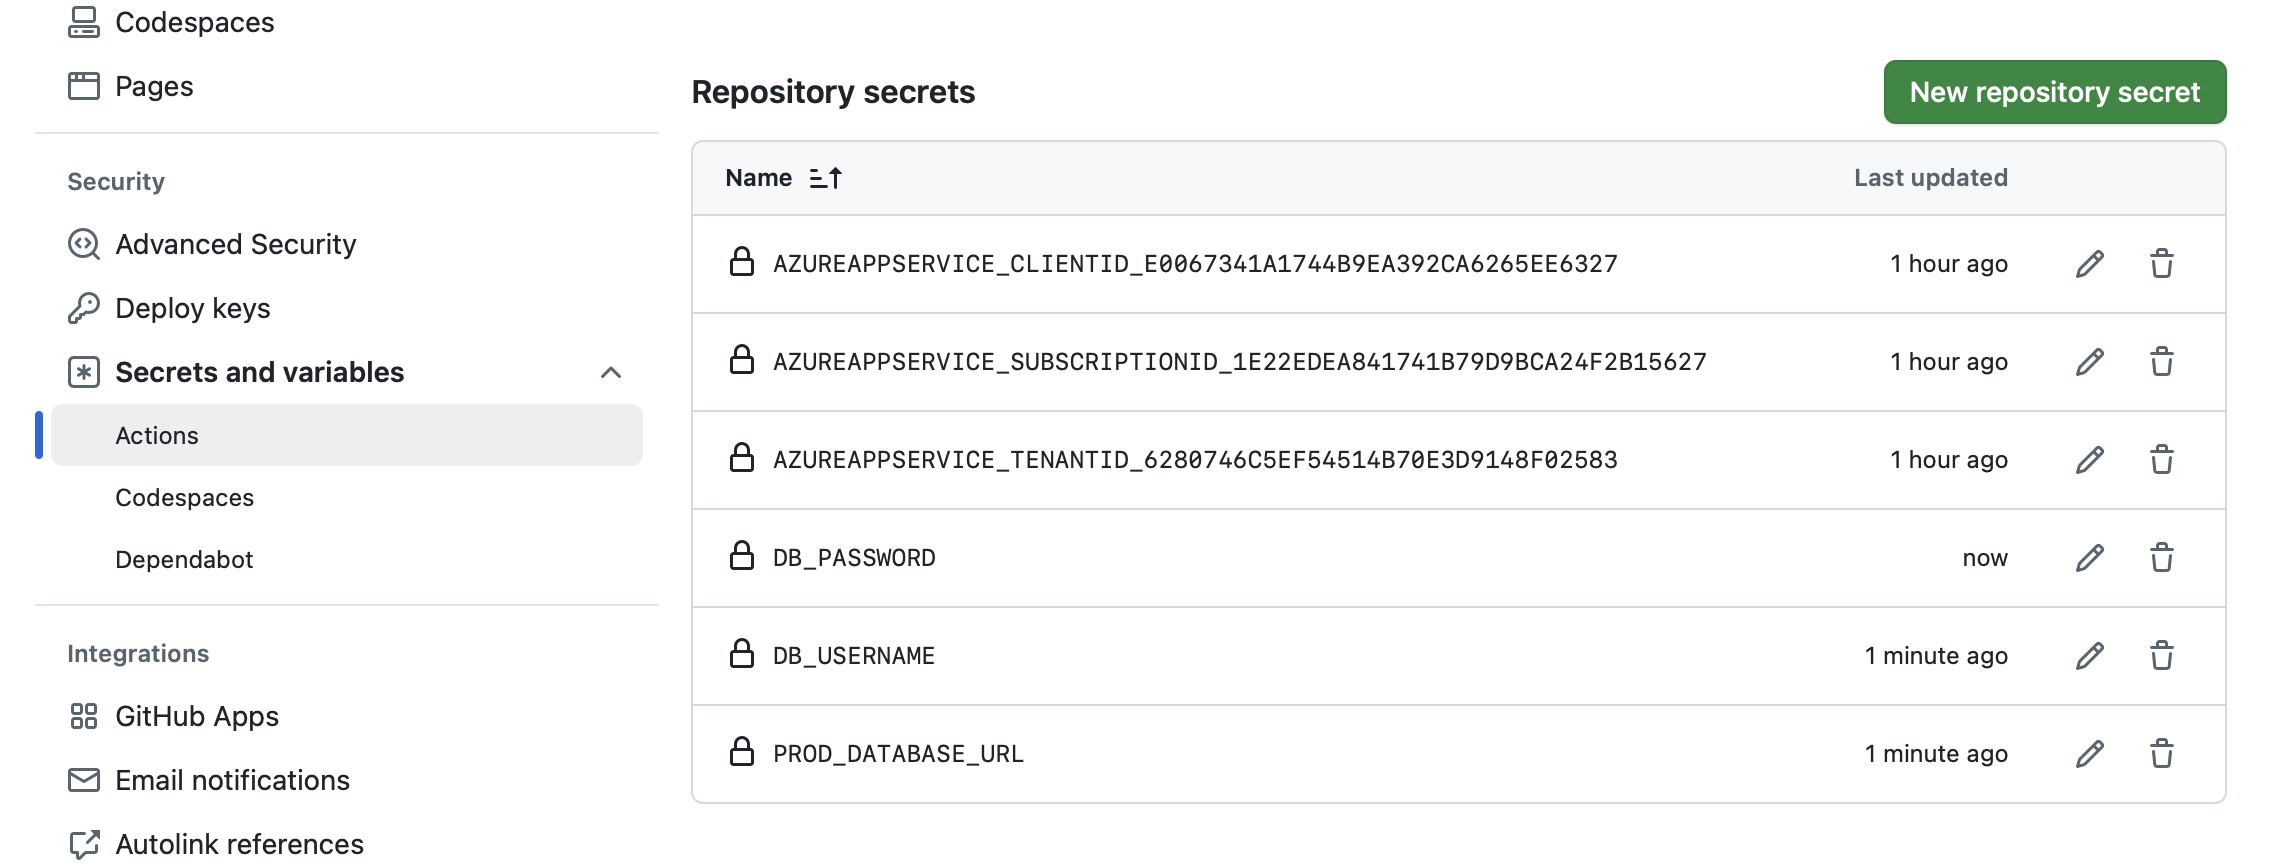 Codespaces
Pages
Security
Advanced Security
Deploy keys
Secrets and variables
Actions
Codespaces
Dependabot
Integrations
GitHub Apps
Email notifications
Autolink references
Repository secrets
New repository secret
Name Last updated
AZUREAPPSERVICE_CLIENTID_E0067341A1744B9EA392CA6265EE6327 1 hour ago
AZUREAPPSERVICE_SUBSCRIPTIONID_1E22EDEA841741B79D9BCA24F2B15627 1 hour ago
AZUREAPPSERVICE_TENANTID_6280746C5EF54514B70E3D9148F02583 1 hour ago
DB_PASSWORD now
DB_USERNAME 1 minute ago
PROD_DATABASE_URL 1 minute ago